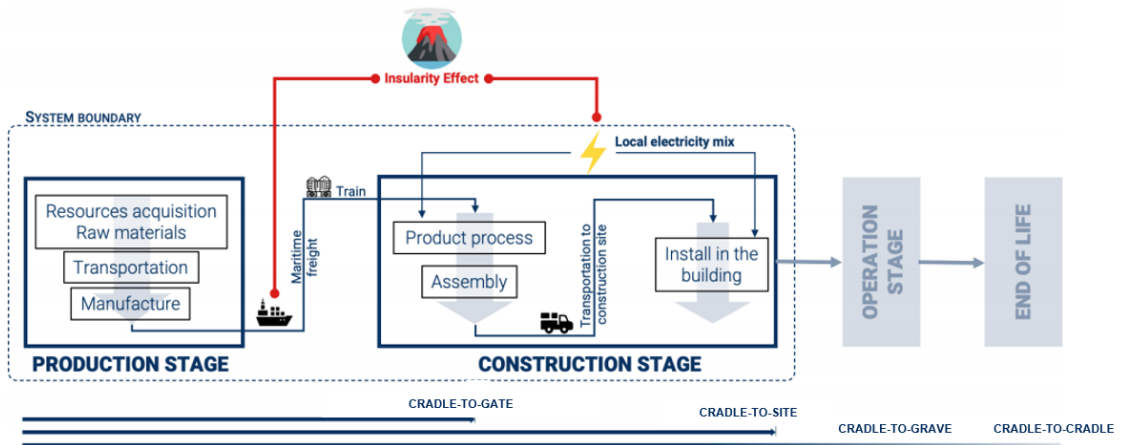 Insularity Effect
SYSTEM BOUNDARY
Local electricity mix
Train
Resources acquisition
Raw materials
Transportation
Manufacture
Maritime
freight
Product process
Assembly
Transportation to
construction site
Install in the
building
OPERATION
STAGE
END OF LIFE
PRODUCTION STAGE
CONSTRUCTION STAGE
CRADLE-TO-GATE
CRADLE-TO-SITE
CRADLE-TO-GRAVE
CRADLE-TO-CRADLE